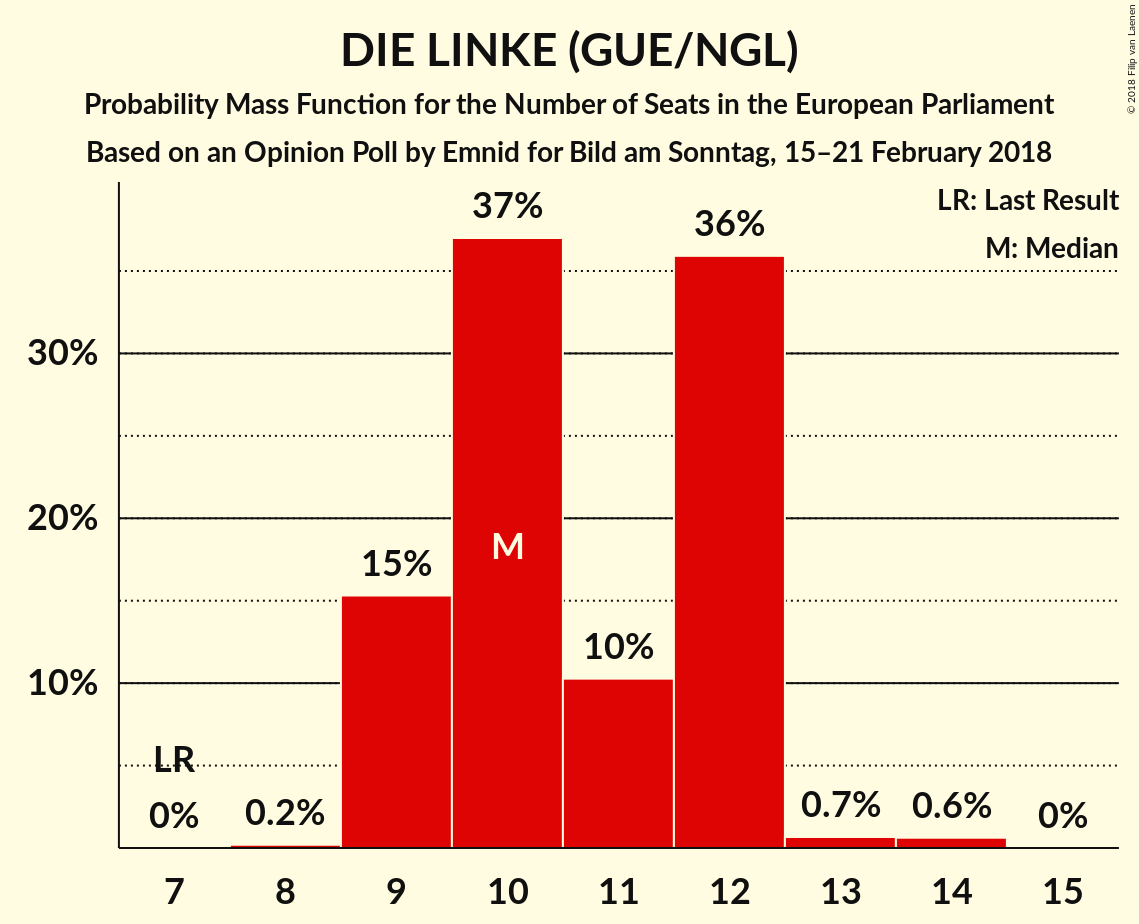 DIE LINKE (GUE/NGL)
Probability Mass Function for the Number of Seats in the European Parliament
Based on an Opinion Poll by Emnid for Bild am Sonntag, 15–21 February 2018
© 2018 Filip van Laenen
LR: Last Result
M: Median
37%
36%
30%
20%
M
15%
10%
10%
LR
0%
0.2%
0.7%
0.6%
0%
7 8 9 10 11 12 13 14 15